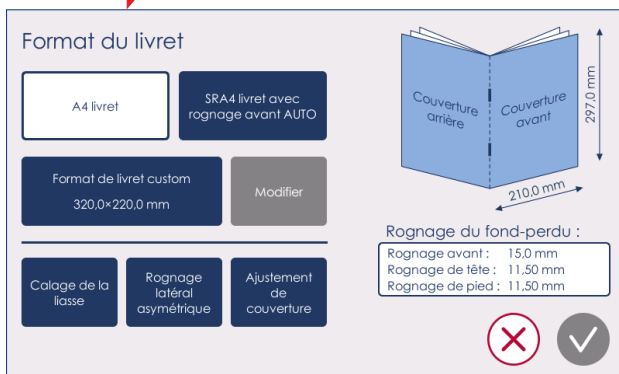 Format du livret
A4 livret
SRA4 livret avec
rognage avant AUTO
Format de livret custom
320,0×220,0 mm
Modifier
Calage de la
liasse
Rognage
latéral
asymétrique
Ajustement
de
couverture
Couverture
arrière
Couverture
avant
297,0 mm
210,0 mm
Rognage du fond-perdu :
Rognage avant : 15,0 mm
Rognage de tête : 11,50 mm
Rognage de pied : 11,50 mm